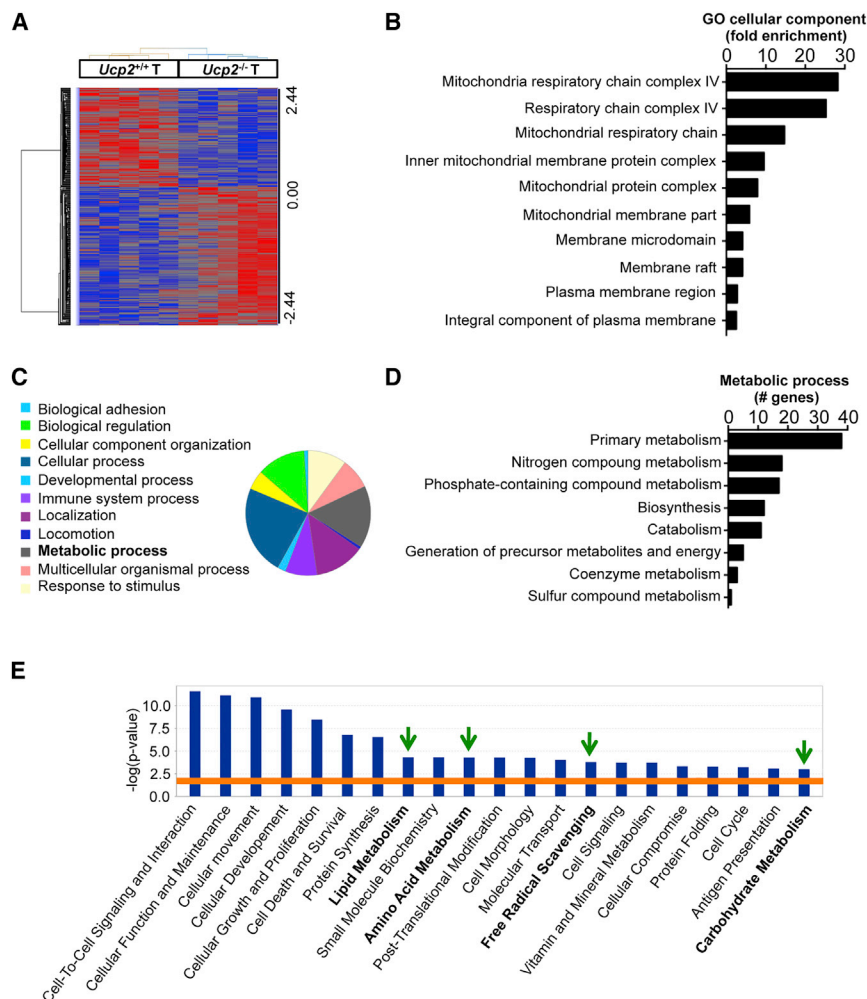 A
Ucp2+/+ T
Ucp2-/- T
2.44
0.00
-2.44
B
GO cellular component
(fold enrichment)
0 10 20 30
Mitochondria respiratory chain complex IV
Respiratory chain complex IV
Mitochondrial respiratory chain
Inner mitochondrial membrane protein complex
Mitochondrial protein complex
Mitochondrial membrane part
Membrane microdomain
Membrane raft
Plasma membrane region
Integral component of plasma membrane
C
Biological adhesion
Biological regulation
Cellular component organization
Cellular process
Developmental process
Immune system process
Localization
Locomotion
Metabolic process
Multicellular organismal process
Response to stimulus
D
Metabolic process
(# genes)
0 10 20 30 40
Primary metabolism
Nitrogen compoung metabolism
Phosphate-containing compound metabolism
Biosynthesis
Catabolism
Generation of precursor metabolites and energy
Coenzyme metabolism
Sulfur compound metabolism
E
-log(p-value)
10.0
7.5
5.0
2.5
0.0
Cell-To-Cell Signaling and Interaction
Cellular Function and Maintenance
Cellular movement
Cellular Developement
Cellular Growth and Proliferation
Cell Death and Survival
Protein Synthesis
Lipid Metabolism
Small Molecule Biochemistry
Amino Acid Metabolism
Post-Translational Modification
Cell Morphology
Molecular Transport
Free Radical Scavenging
Cell Signaling
Vitamin and Mineral Metabolism
Cellular Compromise
Protein Folding
Cell Cycle
Antigen Presentation
Carbohydrate Metabolism